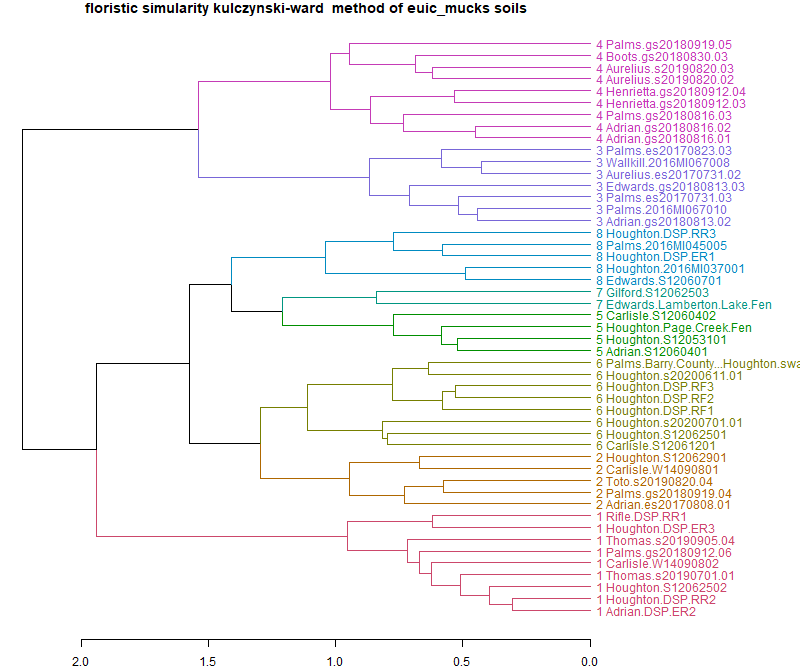 floristic simularity kulczynski-ward method of euic_mucks soils
4 Palms.gs20180919.05
4 Boots.gs20180830.03
4 Aurelius.s20190820.03
4 Aurelius.s20190820.02
4 Henrietta.gs20180912.04
4 Henrietta.gs20180912.03
4 Palms.gs20180816.03
4 Adrian.gs20180816.02
4 Adrian.gs20180816.01
3 Palms.es20170823.03
3 Wallkill.2016MI067008
3 Aurelius.es20170731.02
3 Edwards.gs20180813.03
3 Palms.es20170731.03
3 Palms.2016MI067010
3 Adrian.gs20180813.02
8 Houghton.DSP.RR3
8 Palms.2016MI045005
8 Houghton.DSP.ER1
8 Houghton.2016MI037001
8 Edwards.S12060701
7 Gilford.S12062503
7 Edwards.Lamberton.Lake.Fen
5 Carlisle.S12060402
5 Houghton.Page.Creek.Fen
5 Houghton.S12053101
5 Adrian.S12060401
6 Palms.Barry.County...Houghton.swa
6 Houghton.s20200611.01
6 Houghton.DSP.RF3
6 Houghton.DSP.RF2
6 Houghton.DSP.RF1
6 Houghton.s20200701.01
6 Houghton.S12062501
6 Carlisle.S12061201
2 Houghton.S12062901
2 Carlisle.W14090801
2 Toto.s20190820.04
2 Palms.gs20180919.04
2 Adrian.es20170808.01
1 Rifle.DSP.RR1
1 Houghton.DSP.ER3
1 Thomas.s20190905.04
1 Palms.gs20180912.06
1 Carlisle.W14090802
1 Thomas.s20190701.01
1 Houghton.S12062502
1 Houghton.DSP.RR2
1 Adrian.DSP.ER2
2.0 1.5 1.0 0.5 0.0